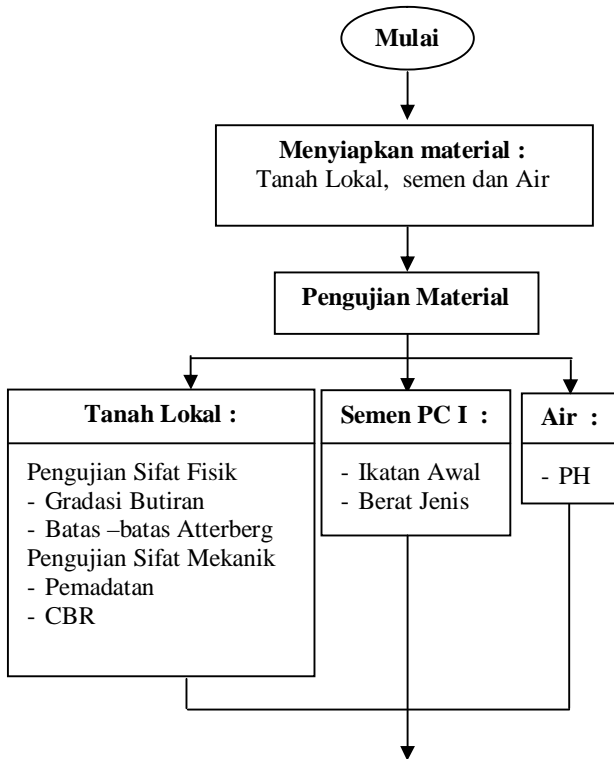 Mulai
Menyiapkan material :
Tanah Lokal, semen dan Air
Pengujian Material
Tanah Lokal :
Pengujian Sifat Fisik
- Gradasi Butiran
- Batas –batas Atterberg
Pengujian Sifat Mekanik
- Pemadatan
- CBR
Semen PC I :
- Ikatan Awal
- Berat Jenis
Air :
- PH